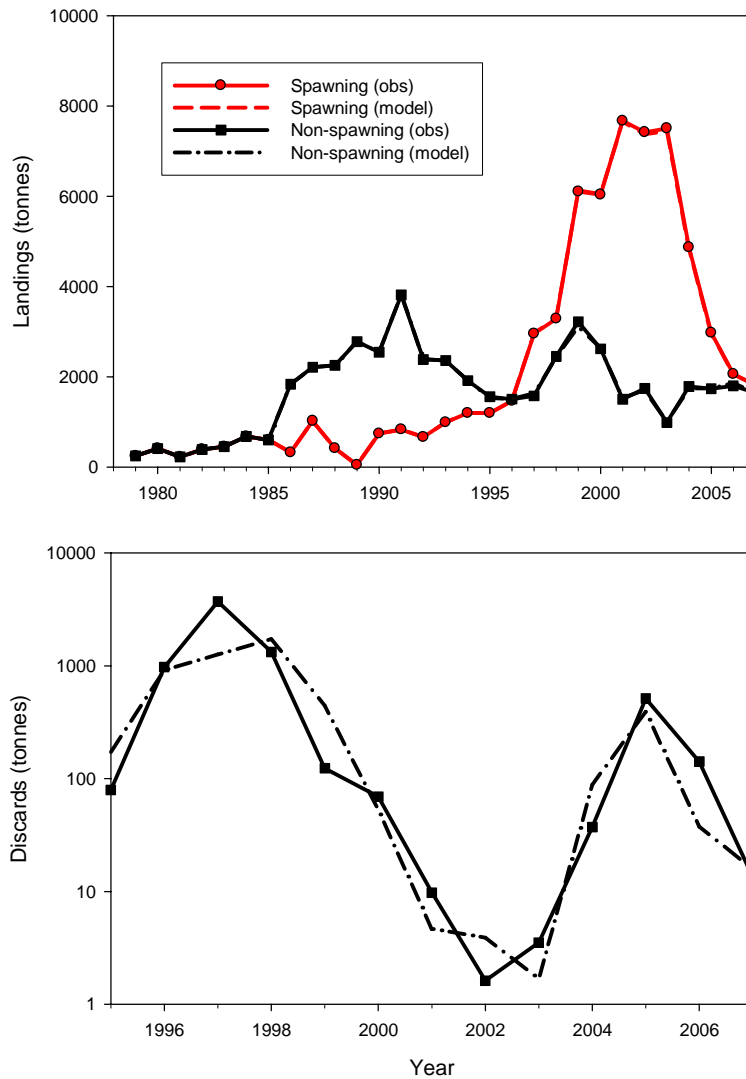 10000
8000
6000
4000
2000
0
Landings (tonnes)
Spawning (obs)
Spawning (model)
Non-spawning (obs)
Non-spawning (model)
1980 1985 1990 1995 2000 2005
10000
1000
100
10
1
Discards (tonnes)
1996 1998 2000 2002 2004 2006
Year